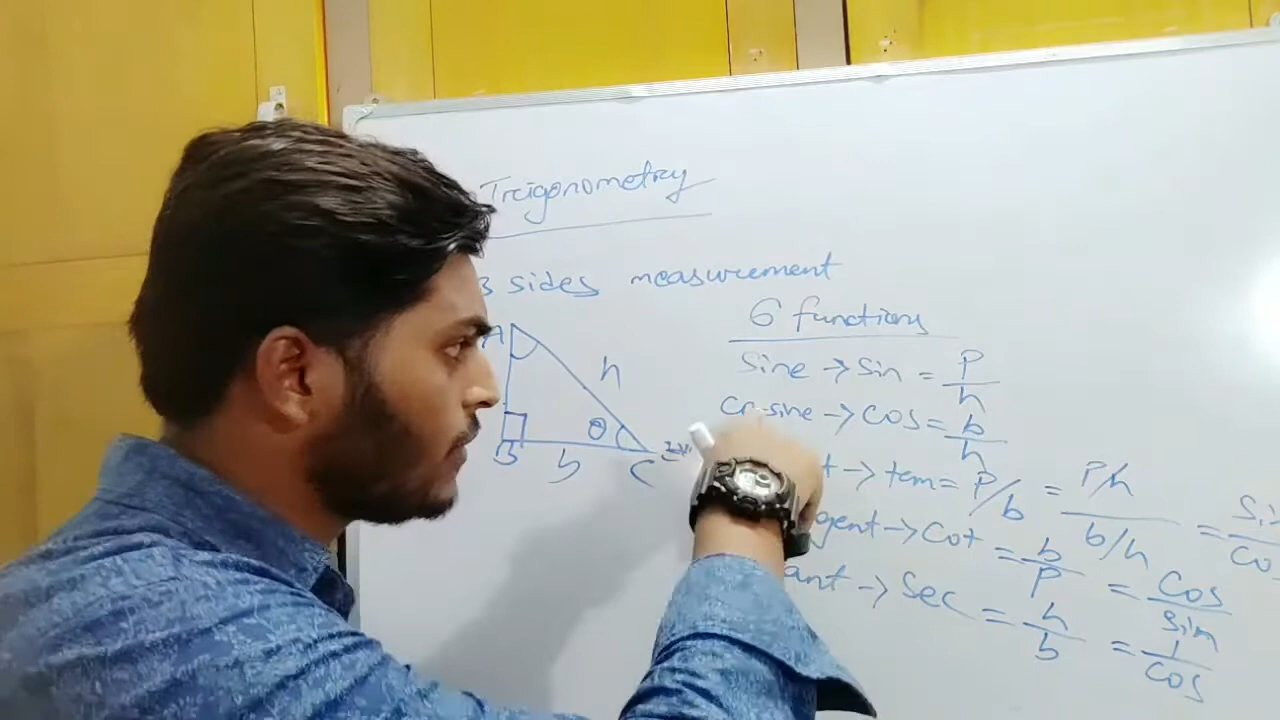 Trigonometry
3 sides measurement
A
h
θ
B
b
C
6 functions
Sine → Sin = P/h
sine → COS = b/h
t → tan = P/b = P/h / b/h = Si
gent → Cot = b/P = Cos/Sin
ant → Sec = h/b = 1/Cos